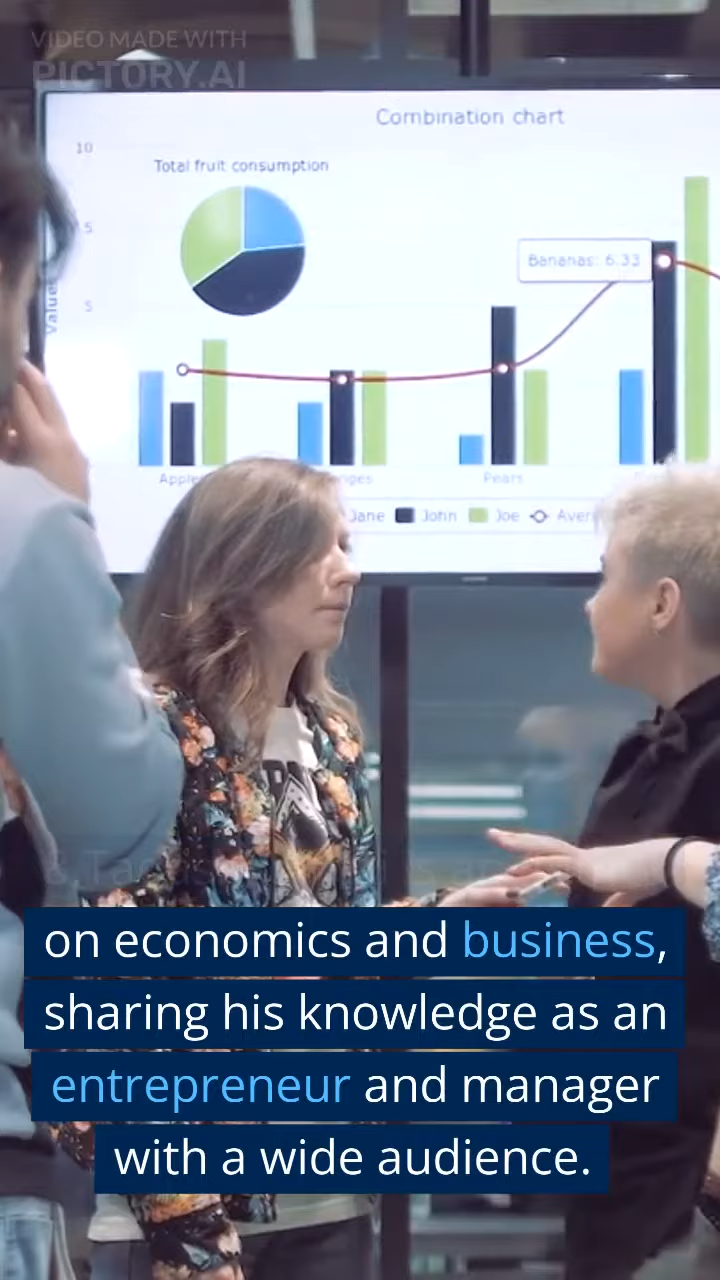 VIDEO MADE WITH
PICTORY.AI
Combination chart
10
Total fruit consumption
5
Bananas: 6.33
Value
5
Pears
Jane John Joe
on economics and business,
sharing his knowledge as an
entrepreneur and manager
with a wide audience.